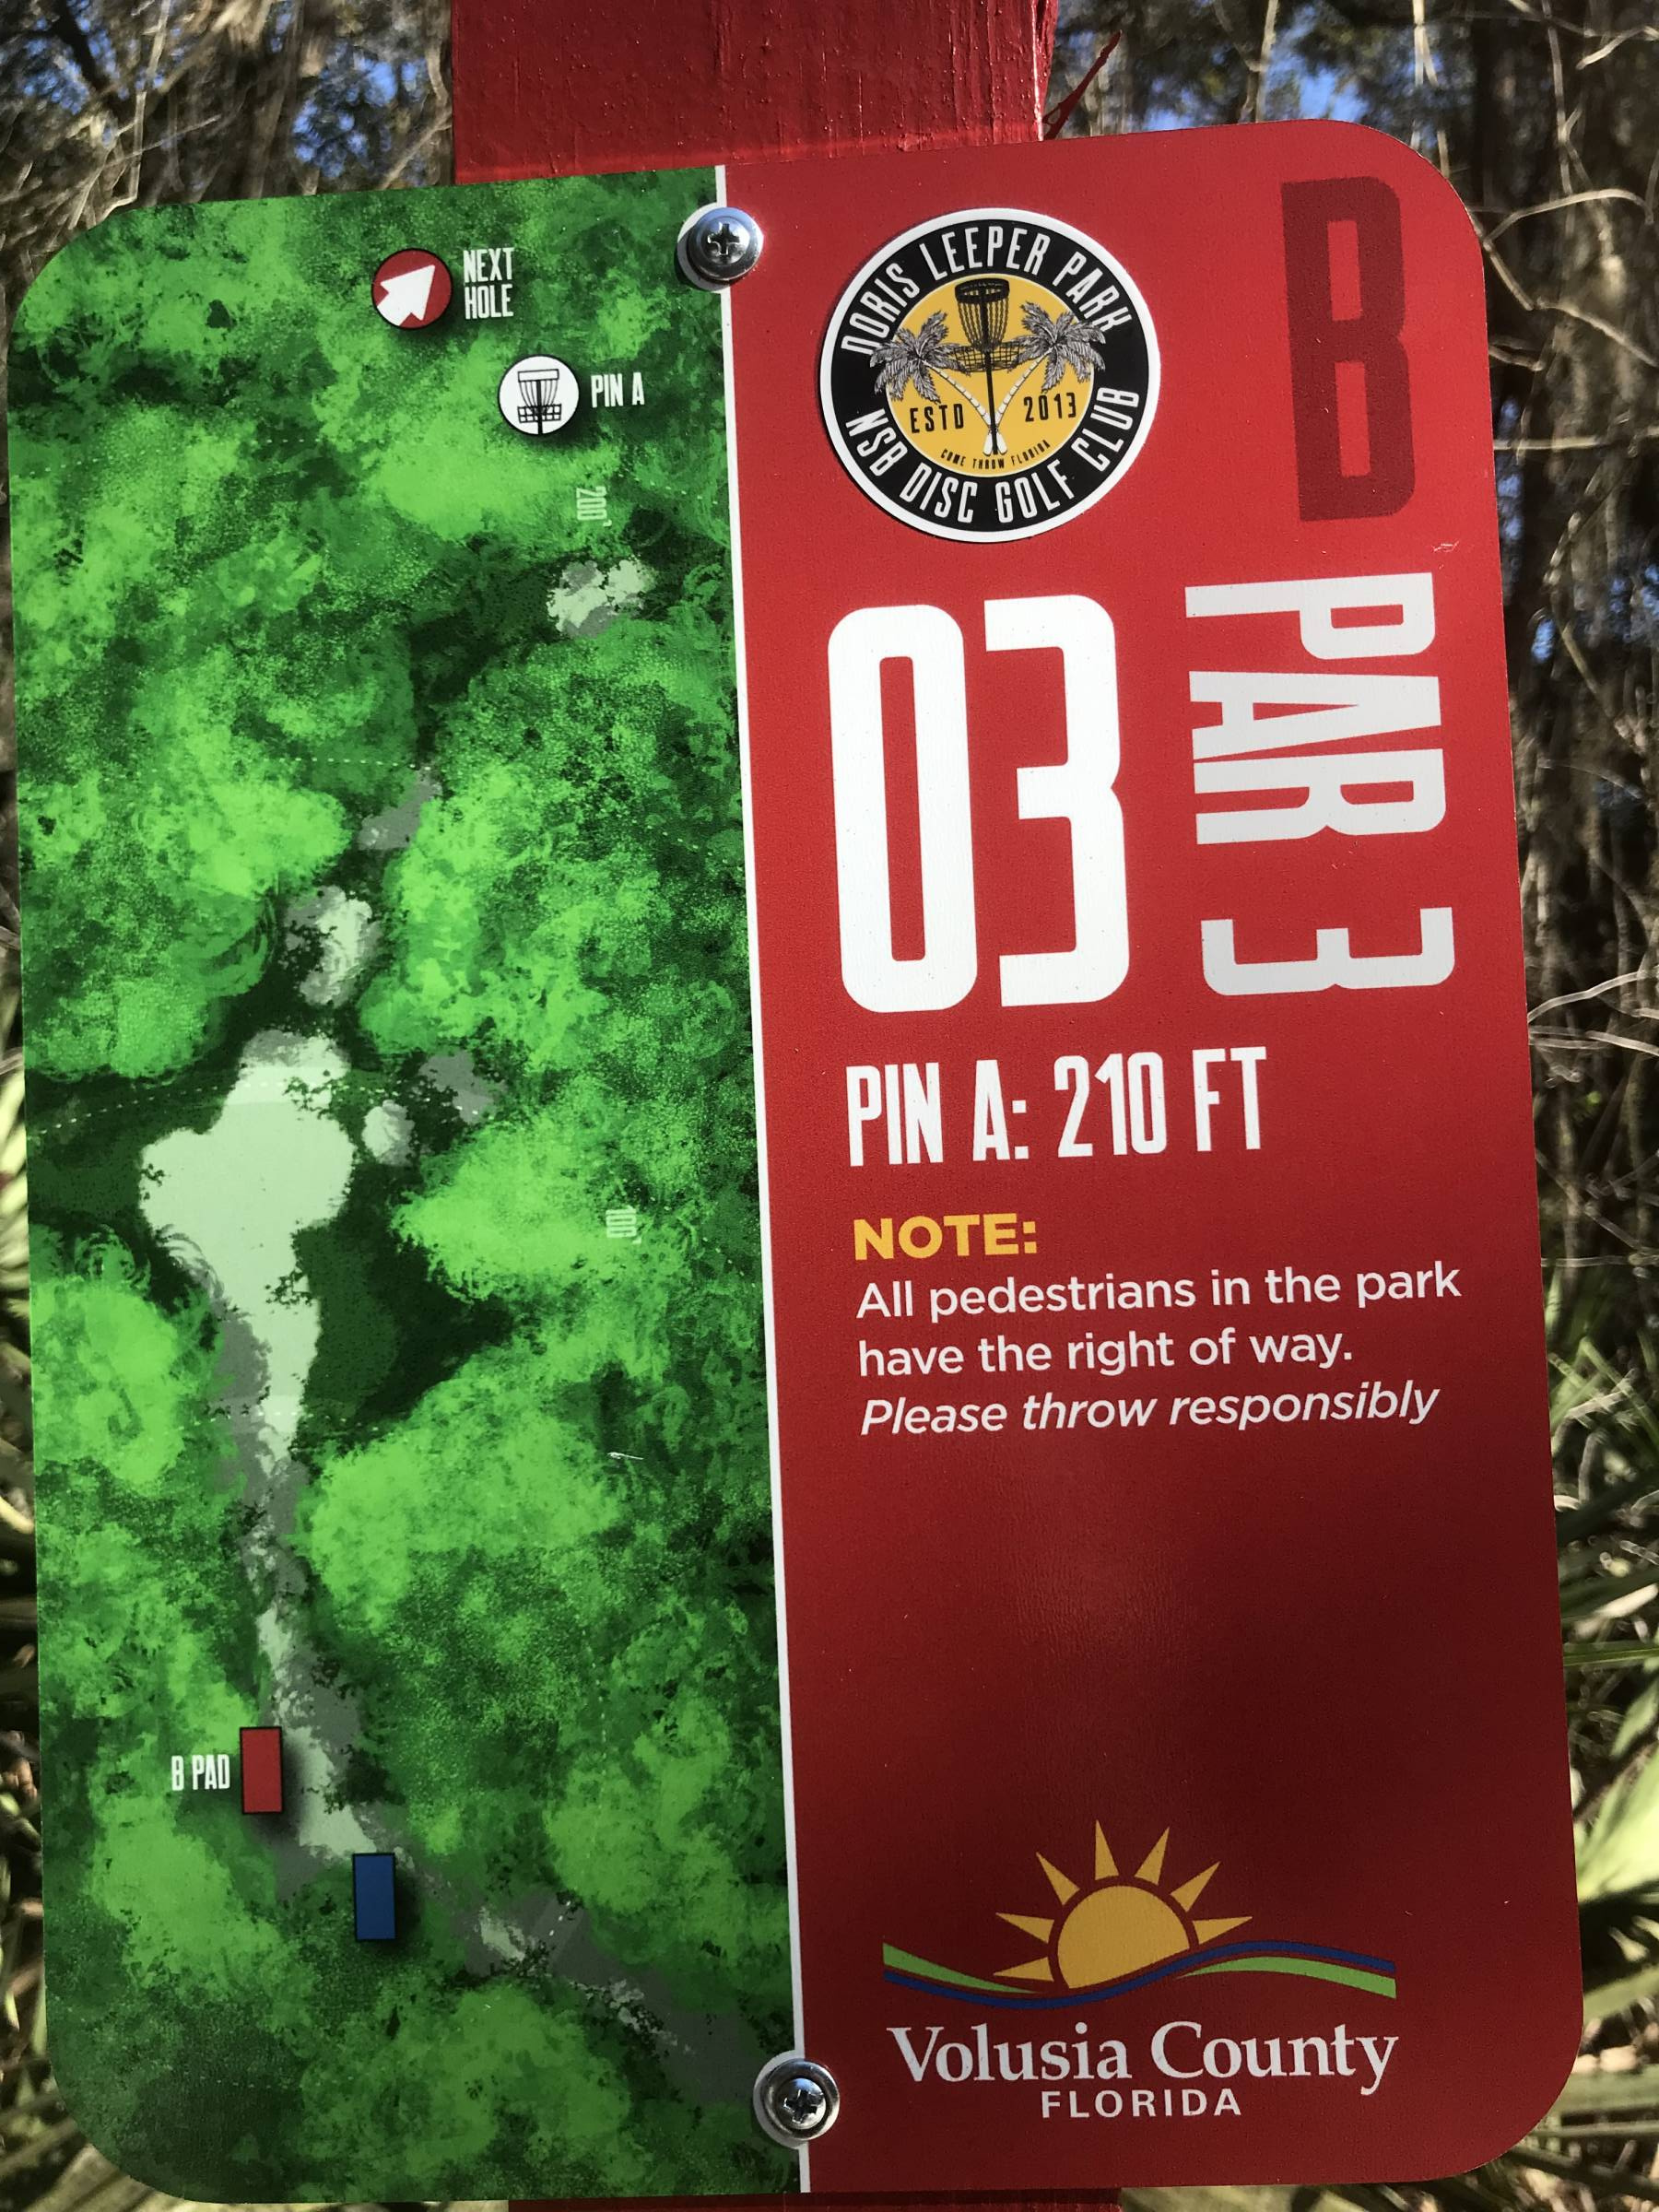 NEXT
HOLE
PIN A
200'
100'
B PAD
DORIS LEEPER PARK
ESTD 2013
COME THROW FLORIDA
NSB DISC GOLF CLUB
B
PAR 3
03
PIN A: 210 FT
NOTE:
All pedestrians in the park
have the right of way.
Please throw responsibly
Volusia County
FLORIDA